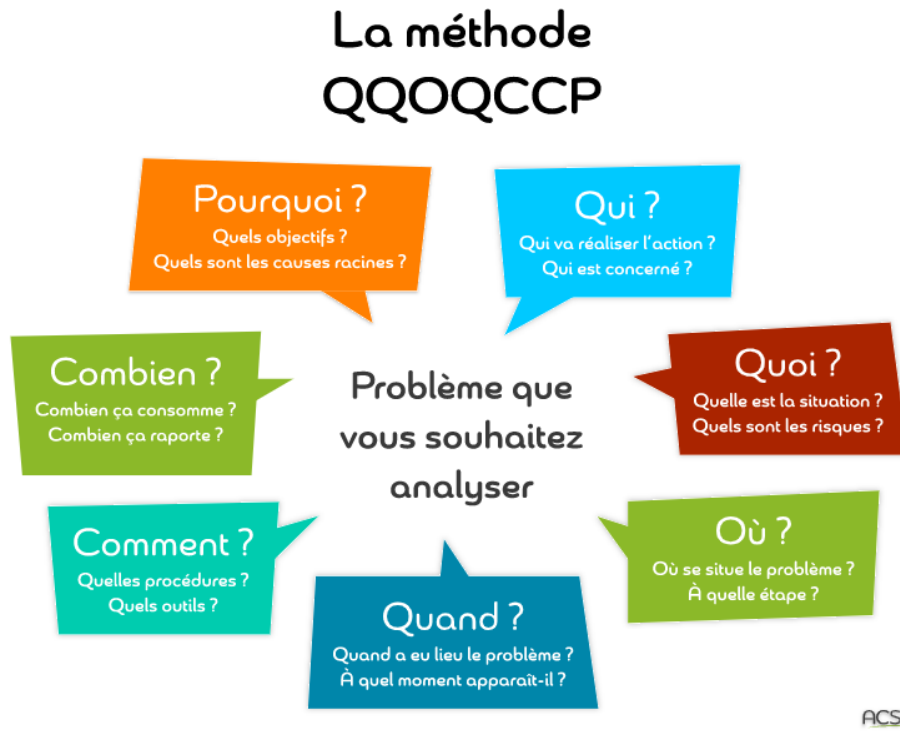 La méthode
QQOQCCP
Pourquoi ?
Quels objectifs ?
Quels sont les causes racines ?
Qui ?
Qui va réaliser l'action ?
Qui est concerné ?
Combien ?
Combien ça consomme ?
Combien ça raporte ?
Problème que
vous souhaitez
analyser
Quoi ?
Quelle est la situation ?
Quels sont les risques ?
Comment ?
Quelles procédures ?
Quels outils ?
Quand ?
Quand a eu lieu le problème ?
À quel moment apparaît-il ?
Où ?
Où se situe le problème ?
À quelle étape ?
ACS